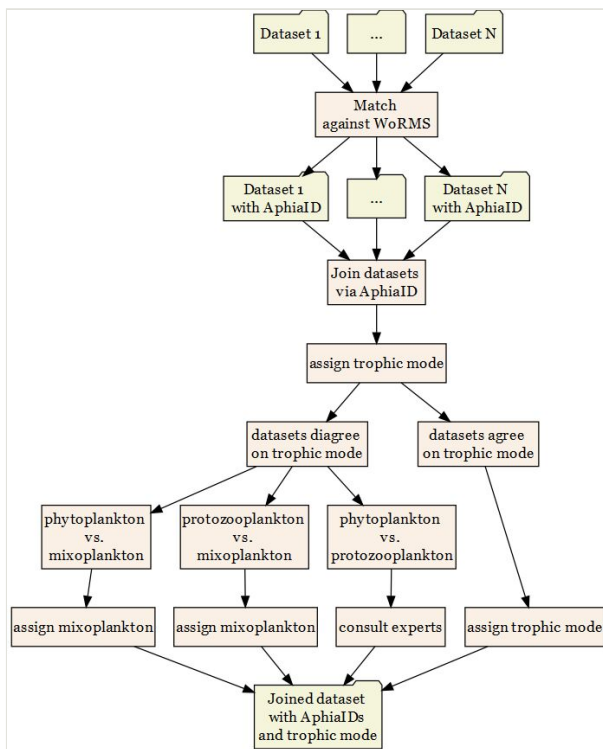 Dataset 1
...
Dataset N
Match
against WoRMS
Dataset 1
with AphiaID
...
Dataset N
with AphiaID
Join datasets
via AphiaID
assign trophic mode
datasets diagree
on trophic mode
datasets agree
on trophic mode
phytoplankton
vs.
mixoplankton
protozooplankton
vs.
mixoplankton
phytoplankton
vs.
protozooplankton
assign mixoplankton
assign mixoplankton
consult experts
assign trophic mode
Joined dataset
with AphiaIDs
and trophic mode